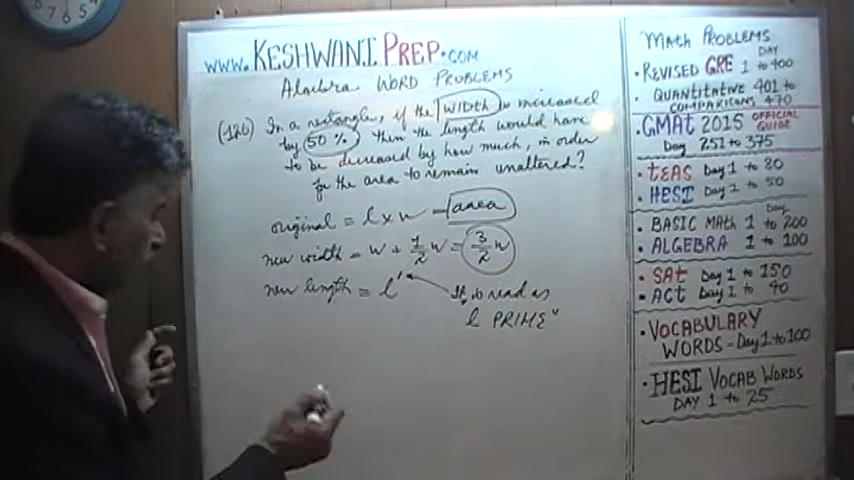 7 6 5
www.KESHWANIPREP.COM
Algebra WORD PROBLEMS
(126) In a rectangle, if the WIDTH is increased
by 50% then the length would have
to be decreased by how much, in order
for the area to remain unaltered?
original = l x w = area
new width = w + 1/2 w = 3/2 w
new length = l' It is read as
l PRIME"
Math PROBLEMS
DAY
• REVISED GRE 1 to 400
• QUANTITATIVE 401 to
COMPARISONS 470
• GMAT 2015 OFFICIAL
GUIDE
Day 251 to 375
• TEAS Day 1 to 80
• HESI Day 1 to 50
Day
• BASIC MATH 1 to 200
• ALGEBRA 1 to 100
• SAT Day 1 to 150
• ACT Day 1 to 40
• VOCABULARY
WORDS - Day 1 to 100
• HESI VOCAB WORDS
DAY 1 to 25